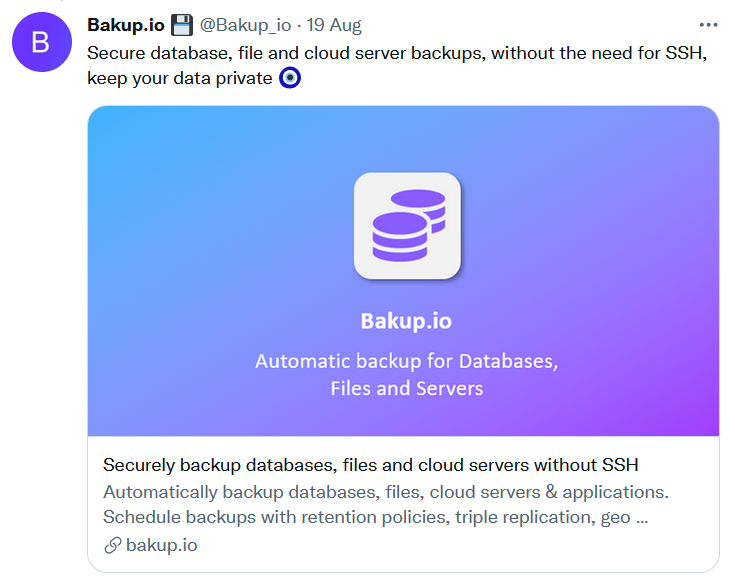 B
Bakup.io 💾 @Bakup_io · 19 Aug
Secure database, file and cloud server backups, without the need for SSH,
keep your data private 🧿
Bakup.io
Automatic backup for Databases,
Files and Servers
Securely backup databases, files and cloud servers without SSH
Automatically backup databases, files, cloud servers & applications.
Schedule backups with retention policies, triple replication, geo ...
bakup.io